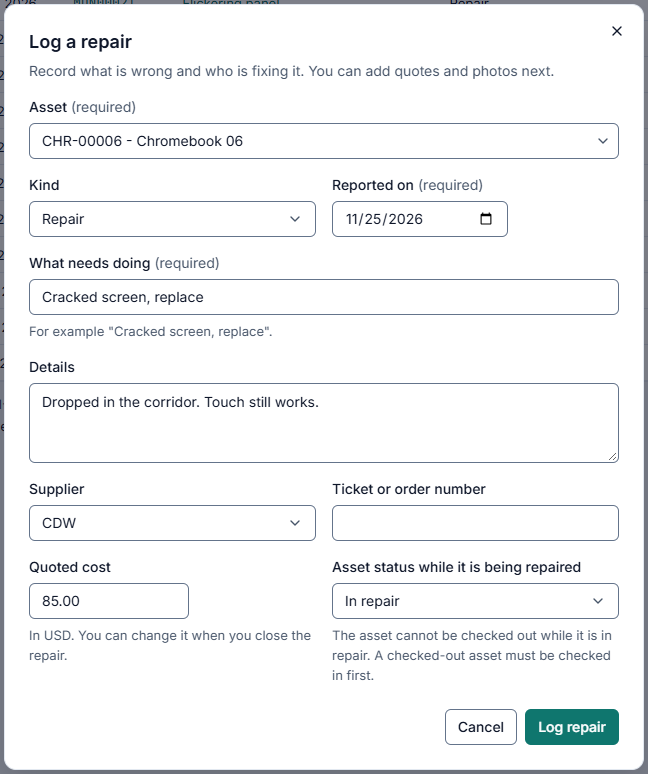 Log a repair
Record what is wrong and who is fixing it. You can add quotes and photos next.
Asset (required)
CHR-00006 - Chromebook 06
Kind
Reported on (required)
Repair
11/25/2026
What needs doing (required)
Cracked screen, replace
For example "Cracked screen, replace".
Details
Dropped in the corridor. Touch still works.
Supplier
Ticket or order number
CDW
Quoted cost
Asset status while it is being repaired
85.00
In repair
In USD. You can change it when you close the
repair.
The asset cannot be checked out while it is in
repair. A checked-out asset must be checked
in first.
Cancel
Log repair